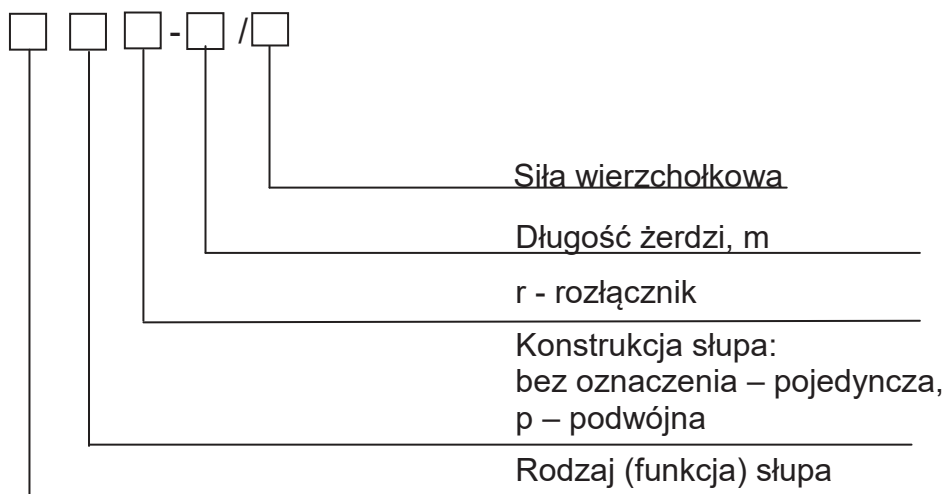 - /
Siła wierzchołkowa
Długość żerdzi, m
r - rozłącznik
Konstrukcja słupa:
bez oznaczenia – pojedyncza,
p – podwójna
Rodzaj (funkcja) słupa